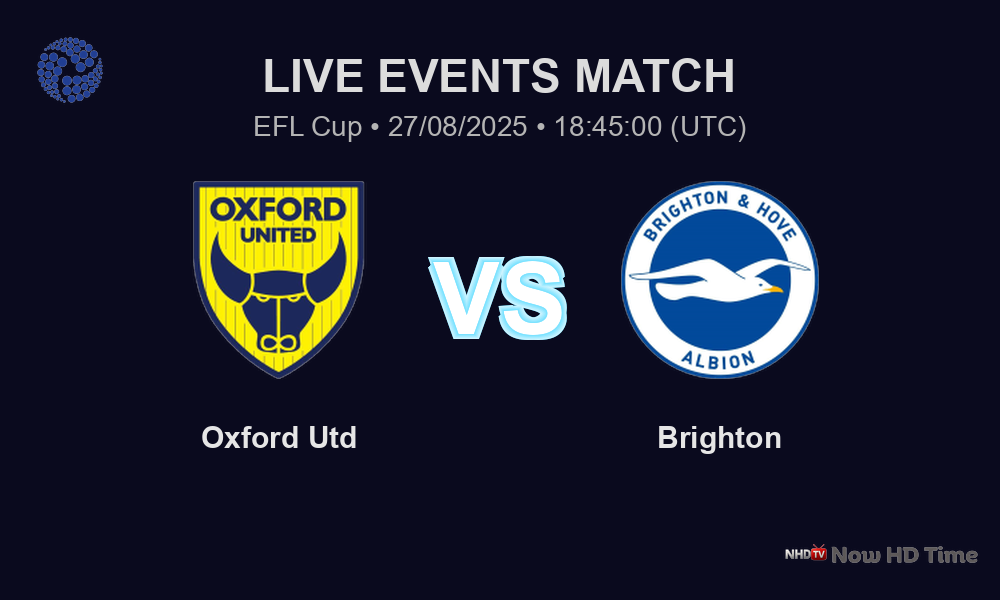 LIVE EVENTS MATCH
EFL Cup • 27/08/2025 • 18:45:00 (UTC)
OXFORD
UNITED
VS
BRIGHTON & HOVE
ALBION
Oxford Utd
Brighton
NHDTV Now HD Time